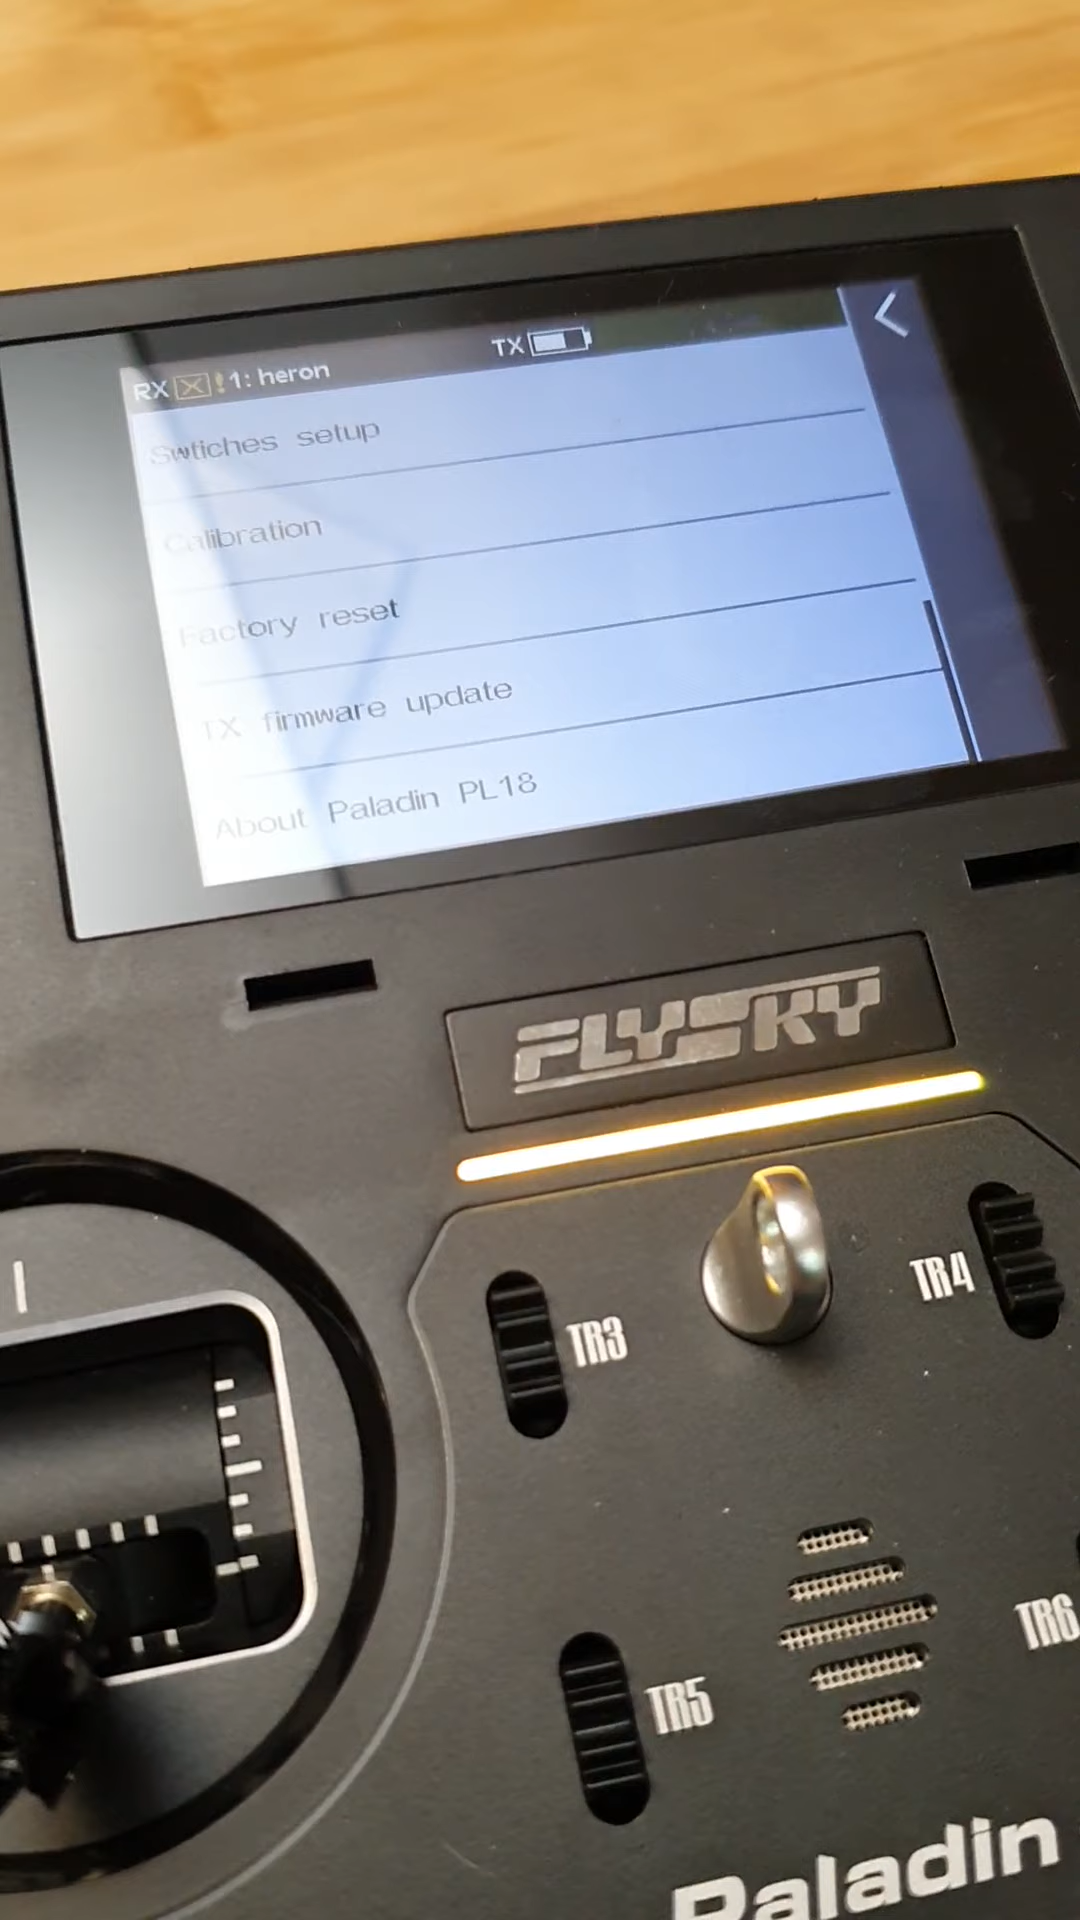 TX
RX ! 1: heron
Swtiches setup
Calibration
Factory reset
TX firmware update
About Paladin PL18
FLYSKY
TR4
TR3
TR6
TR5
Paladin